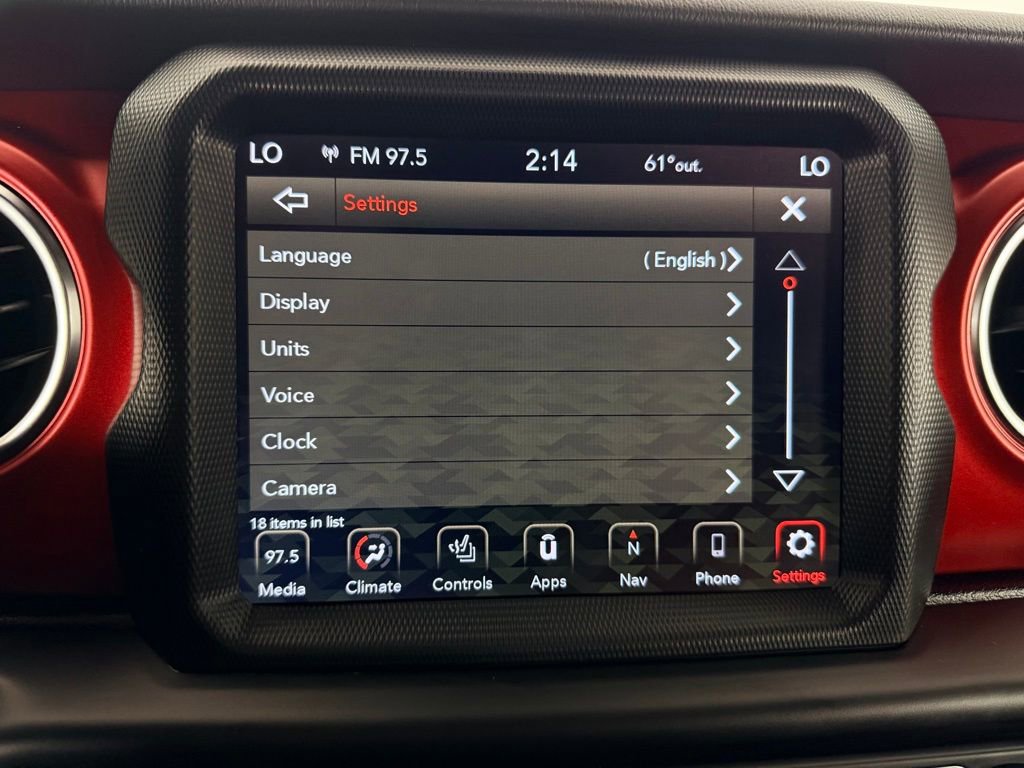 LO FM 97.5 2:14 61°out. LO
Settings
Language ( English )
Display
Units
Voice
Clock
Camera
18 items in list
97.5 N
Media Climate Controls Apps Nav Phone Settings